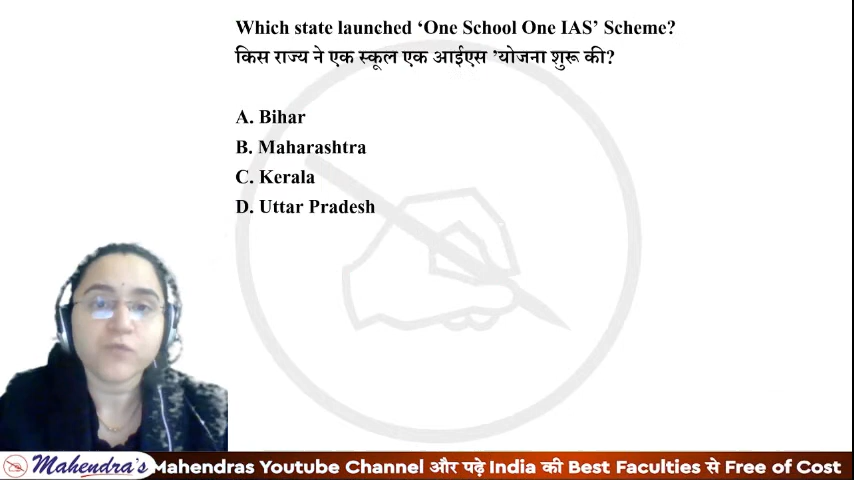 Which state launched ‘One School One IAS’ Scheme?
किस राज्य ने एक स्कूल एक आईएस ’योजना शुरू की?
A. Bihar
B. Maharashtra
C. Kerala
D. Uttar Pradesh
Mahendra's Mahendras Youtube Channel और पढ़े India की Best Faculties से Free of Cost